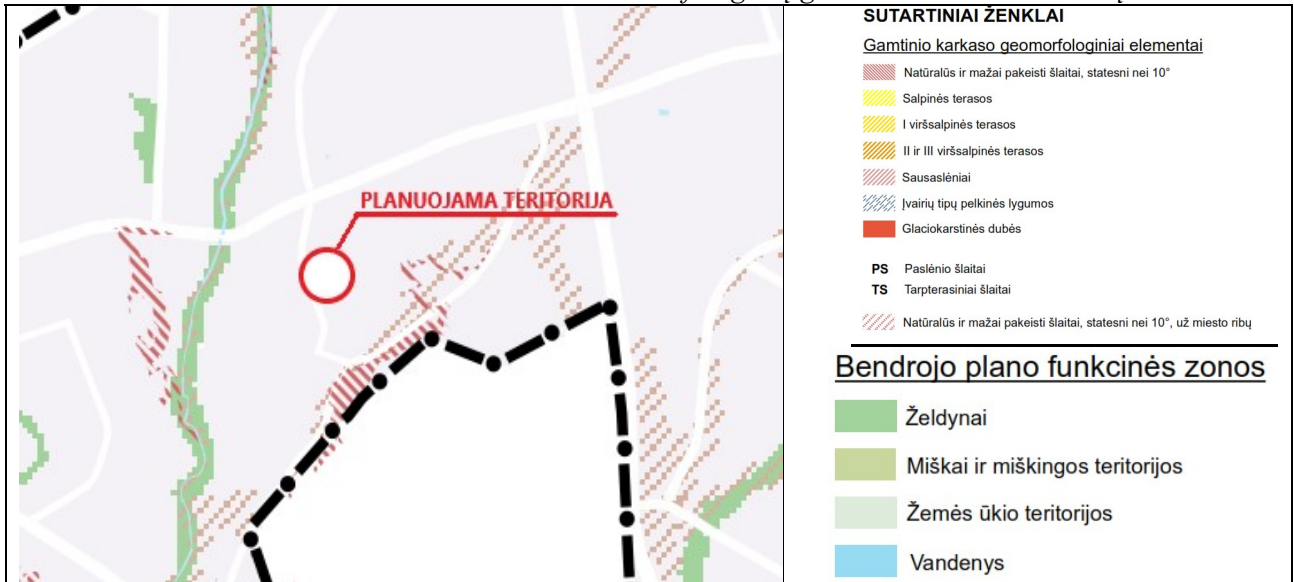 SUTARTINIAI ŽENKLAI
Gamtinio karkaso geomorfologiniai elementai
Natūralūs ir mažai pakeisti šlaitai, statesni nei 10°
Salpinės terasos
I viršsalpinės terasos
II ir III viršsalpinės terasos
Sausaslėniai
Įvairių tipų pelkinės lygumos
Glaciokarstinės dubės
PS Paslėnio šlaitai
TS Tarpterasiniai šlaitai
Natūralūs ir mažai pakeisti šlaitai, statesni nei 10°, už miesto ribų
Bendrojo plano funkcinės zonos
Želdynai
Miškai ir miškingos teritorijos
Žemės ūkio teritorijos
Vandenys
PLANUOJAMA TERITORIJA